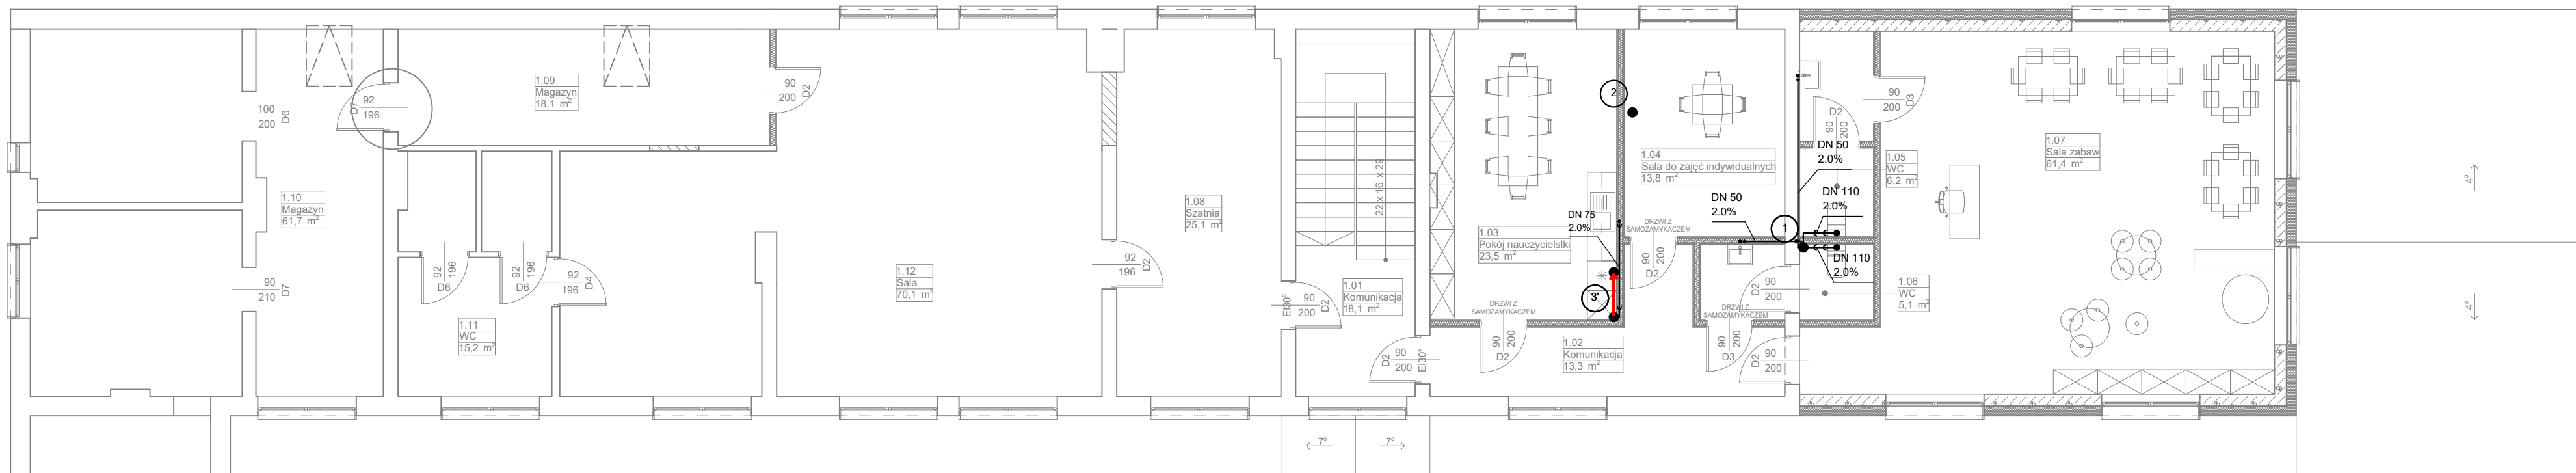 1.09
Magazyn
18,1 m²
92
196
D7
100
200
D6
90
200
D2
1.10
Magazyn
61,7 m²
90
210
D7
92
196
D6
92
196
D6
92
196
D4
1.11
WC
15,2 m²
1.12
Sala
70,1 m²
1.08
Szatnia
25,1 m²
92
196
D2
22 x 16 x 29
1.01
Komunikacja
18,1 m²
EI30s
90
200
D2
D2
90
200
EI30s
7°
7°
1.03
Pokój nauczycielslki
23,5 m²
DN 75
2.0%
3'
DRZWI Z
SAMOZAMYKACZEM
90
200
D2
1.02
Komunikacja
13,3 m²
2
1.04
Sala do zajęć indywidualnych
13,8 m²
DRZWI Z
SAMOZAMYKACZEM
90
200
D2
DN 50
2.0%
1
D2
90
200
DRZWI Z
SAMOZAMYKACZEM
90
200
D3
D2
90
200
D2
90
200
DN 50
2.0%
DN 110
2.0%
DN 110
2.0%
90
200
D3
1.05
WC
6,2 m²
1.06
WC
5,1 m²
1.07
Sala zabaw
61,4 m²
4°
4°